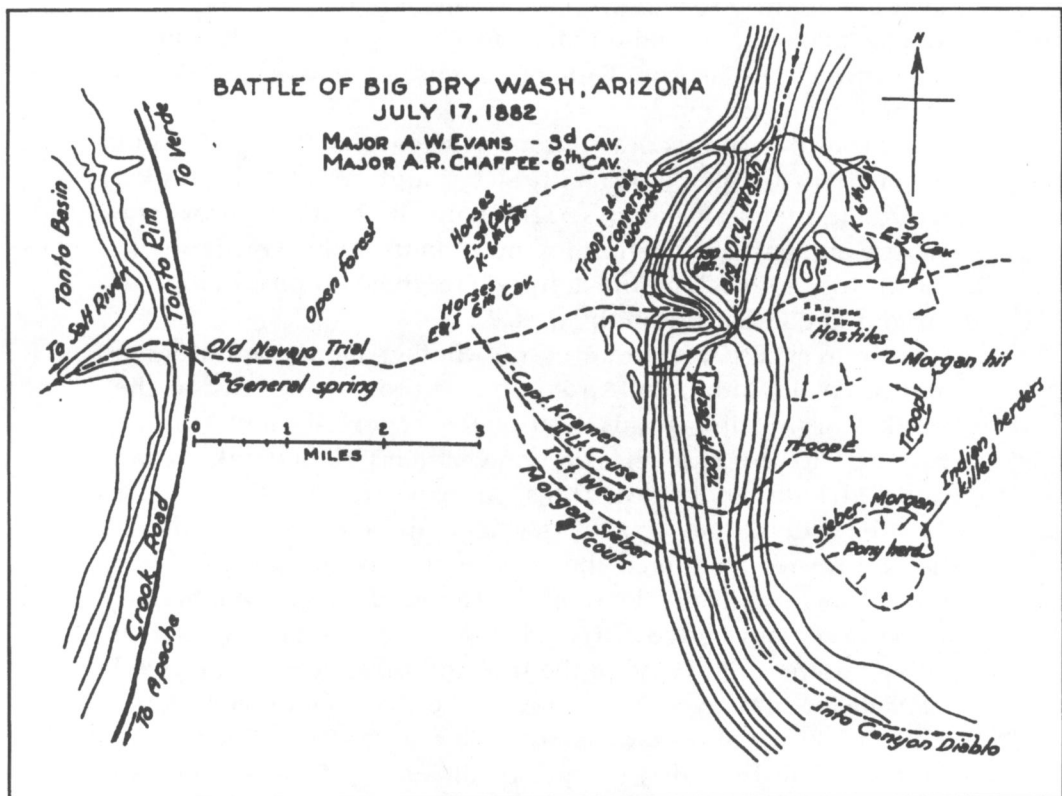 BATTLE OF BIG DRY WASH, ARIZONA
JULY 17, 1882
MAJOR A.W. EVANS - 3d CAV.
MAJOR A.R. CHAFFEE - 6th CAV.
N
To Verde
Tonto Basin
Tonto Rim
To Salt River
Open forest
Horses
E-3d Cav
K-6th Cav
Troop I 3d Cav.
Converse
wounded
Big Dry Wash
K 6th Cav
E 3d Cav
Horses
E&I 6th Cav
Old Navajo Trial
General spring
0 1 2 3
MILES
Hostiles
Morgan hit
I-Capt. Kramer
E-Lt. Cruse
I-Lt. West
Morgan Sieber
Scouts
700 ft. deep
Troop E
Troop I
Indian herders
killed
Sieber-Morgan
Pony herd
Crook Road
To Apache
Into Canyon Diablo